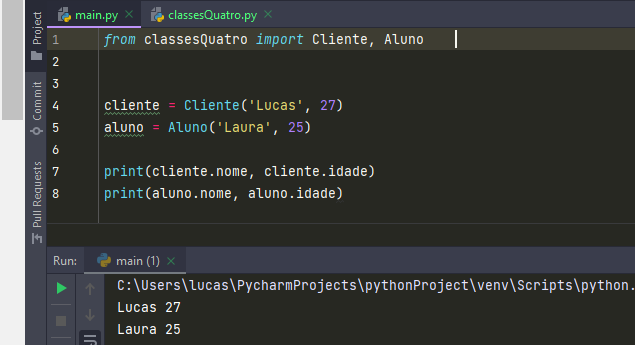 main.py classesQuatro.py
Project
Commit
Pull Requests
1 from classesQuatro import Cliente, Aluno
2
3
4 cliente = Cliente('Lucas', 27)
5 aluno = Aluno('Laura', 25)
6
7 print(cliente.nome, cliente.idade)
8 print(aluno.nome, aluno.idade)
Run: main (1)
C:\Users\lucas\PycharmProjects\pythonProject\venv\Scripts\python.
Lucas 27
Laura 25